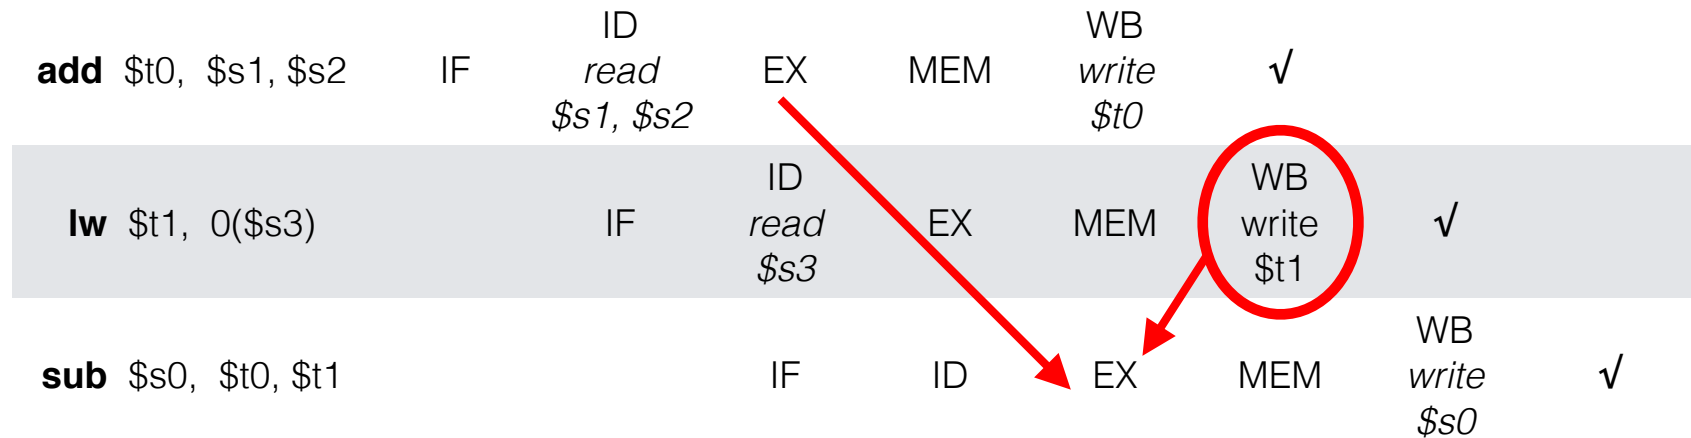 ID
WB
add $t0, $s1, $s2 IF read EX MEM write √
$s1, $s2
$t0
ID
WB
lw $t1, 0($s3) IF read EX MEM write √
$s3
$t1
WB
sub $s0, $t0, $t1 IF ID EX MEM write √
$s0